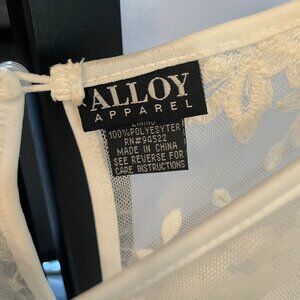 ALLOY
APPAREL
LINING
100%POLYESYTER
RN#94522
MADE IN CHINA
SEE REVERSE FOR
CARE INSTRUCTIONS